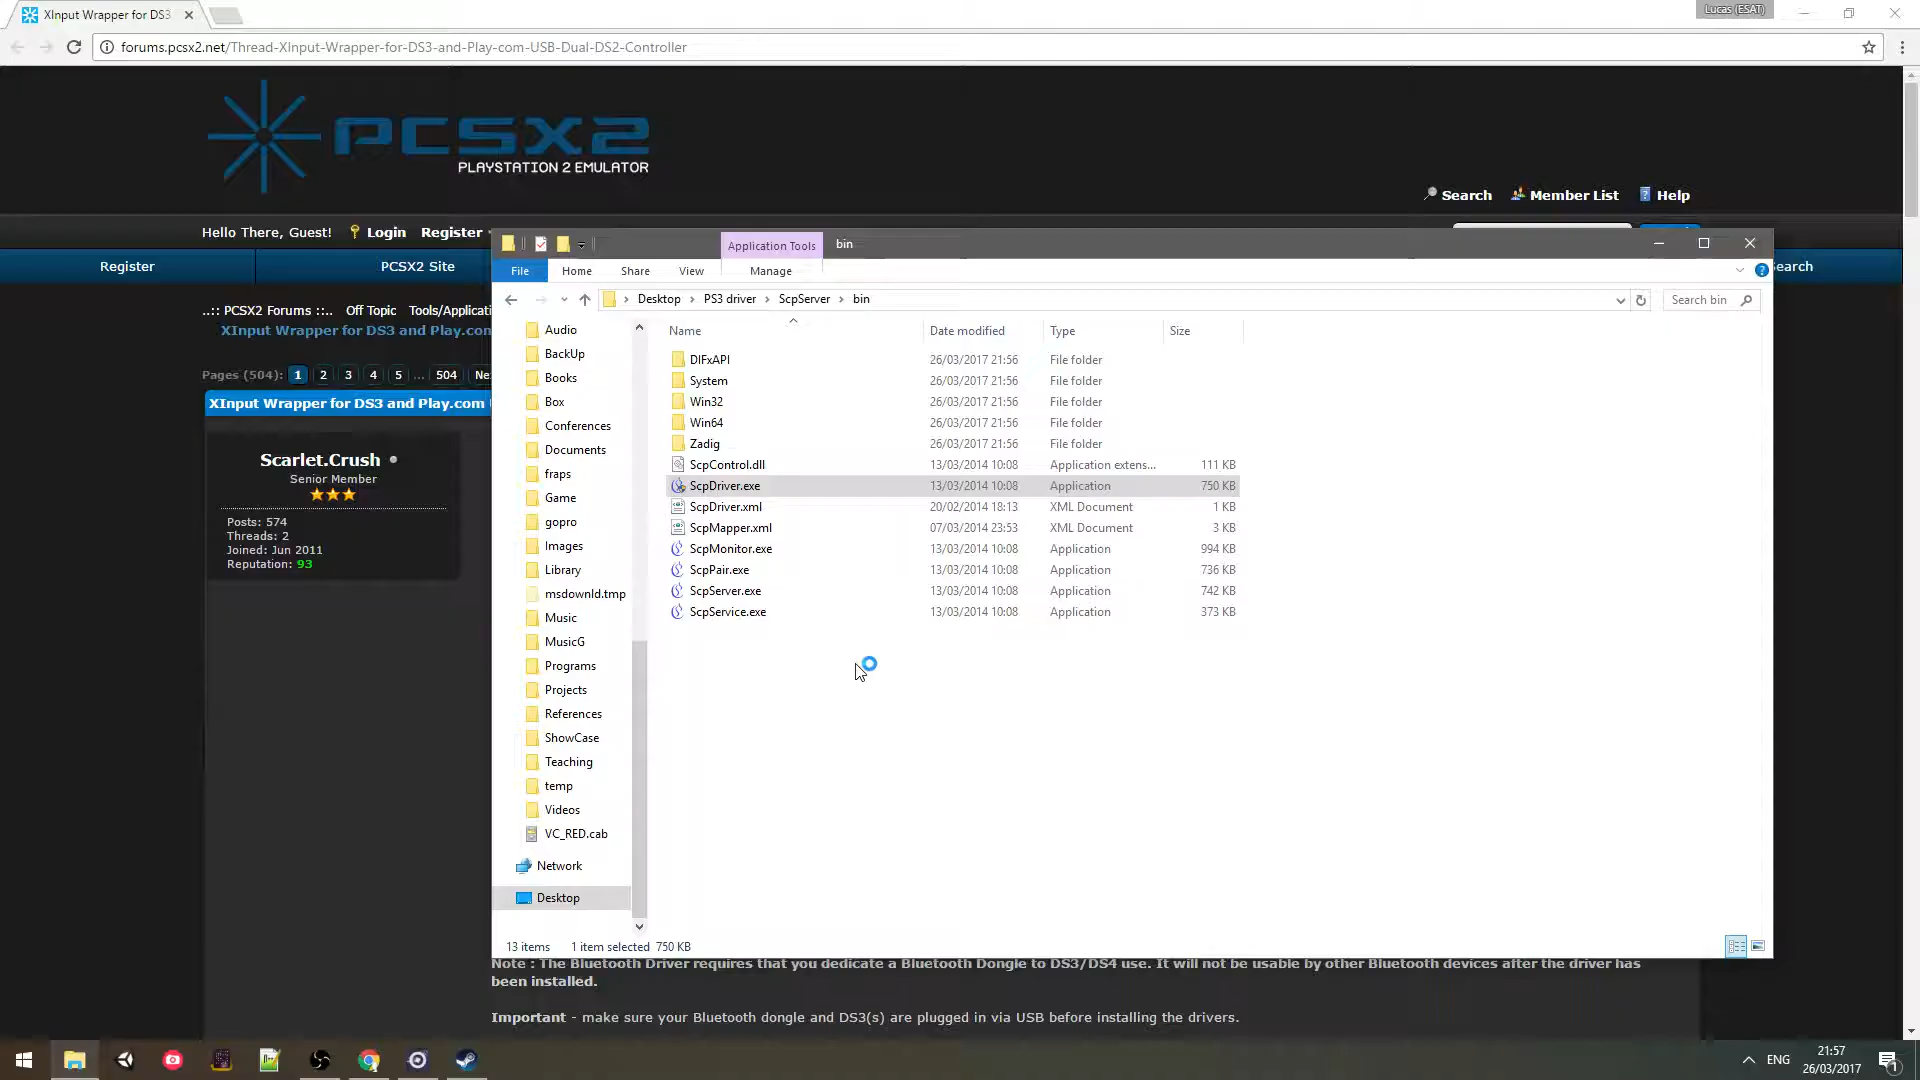 XInput Wrapper for DS3
Lucas (ESAT)
forums.pcsx2.net/Thread-XInput-Wrapper-for-DS3-and-Play-com-USB-Dual-DS2-Controller
PCSX2
PLAYSTATION 2 EMULATOR
Search Member List Help
Hello There, Guest! Login Register
Register PCSX2 Site earch
..:: PCSX2 Forums ::.. Off Topic Tools/Applicati
XInput Wrapper for DS3 and Play.com
Pages (504): 1 2 3 4 5 ... 504 Ne
XInput Wrapper for DS3 and Play.com
Scarlet.Crush
Senior Member
Posts: 574
Threads: 2
Joined: Jun 2011
Reputation: 93
Application Tools bin
File Home Share View Manage
Desktop PS3 driver ScpServer bin Search bin
Audio
BackUp
Books
Box
Conferences
Documents
fraps
Game
gopro
Images
Library
msdownld.tmp
Music
MusicG
Programs
Projects
References
ShowCase
Teaching
temp
Videos
VC_RED.cab
Network
Desktop
Name Date modified Type Size
DIFxAPI 26/03/2017 21:56 File folder
System 26/03/2017 21:56 File folder
Win32 26/03/2017 21:56 File folder
Win64 26/03/2017 21:56 File folder
Zadig 26/03/2017 21:56 File folder
ScpControl.dll 13/03/2014 10:08 Application extens... 111 KB
ScpDriver.exe 13/03/2014 10:08 Application 750 KB
ScpDriver.xml 20/02/2014 18:13 XML Document 1 KB
ScpMapper.xml 07/03/2014 23:53 XML Document 3 KB
ScpMonitor.exe 13/03/2014 10:08 Application 994 KB
ScpPair.exe 13/03/2014 10:08 Application 736 KB
ScpServer.exe 13/03/2014 10:08 Application 742 KB
ScpService.exe 13/03/2014 10:08 Application 373 KB
13 items 1 item selected 750 KB
Note : The Bluetooth Driver requires that you dedicate a Bluetooth Dongle to DS3/DS4 use. It will not be usable by other Bluetooth devices after the driver has
been installed.
Important - make sure your Bluetooth dongle and DS3(s) are plugged in via USB before installing the drivers.
ENG
21:57
26/03/2017
1